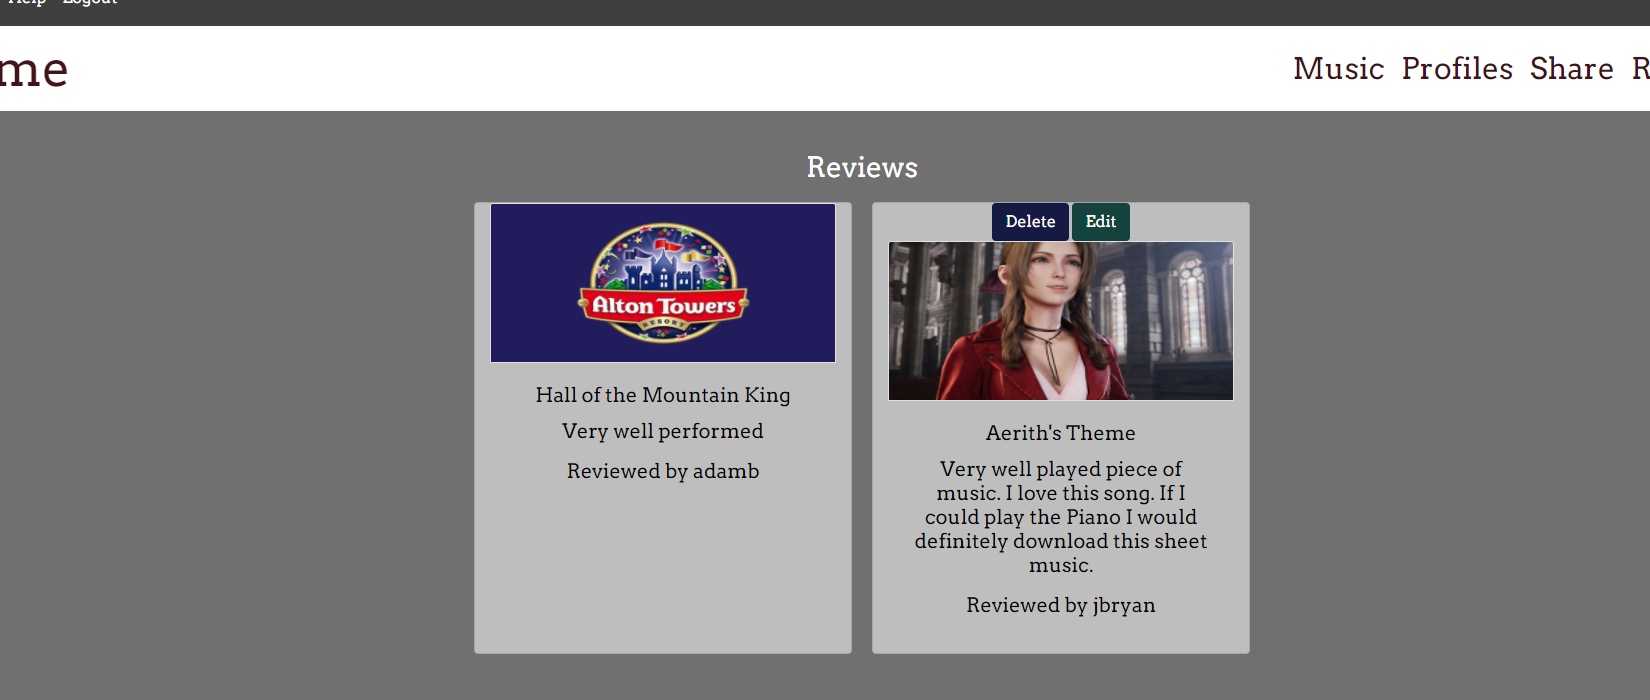 Help Logout
me
Music Profiles Share R
Reviews
Alton Towers
RESORT
Hall of the Mountain King
Very well performed
Reviewed by adamb
Delete Edit
Aerith's Theme
Very well played piece of
music. I love this song. If I
could play the Piano I would
definitely download this sheet
music.
Reviewed by jbryan